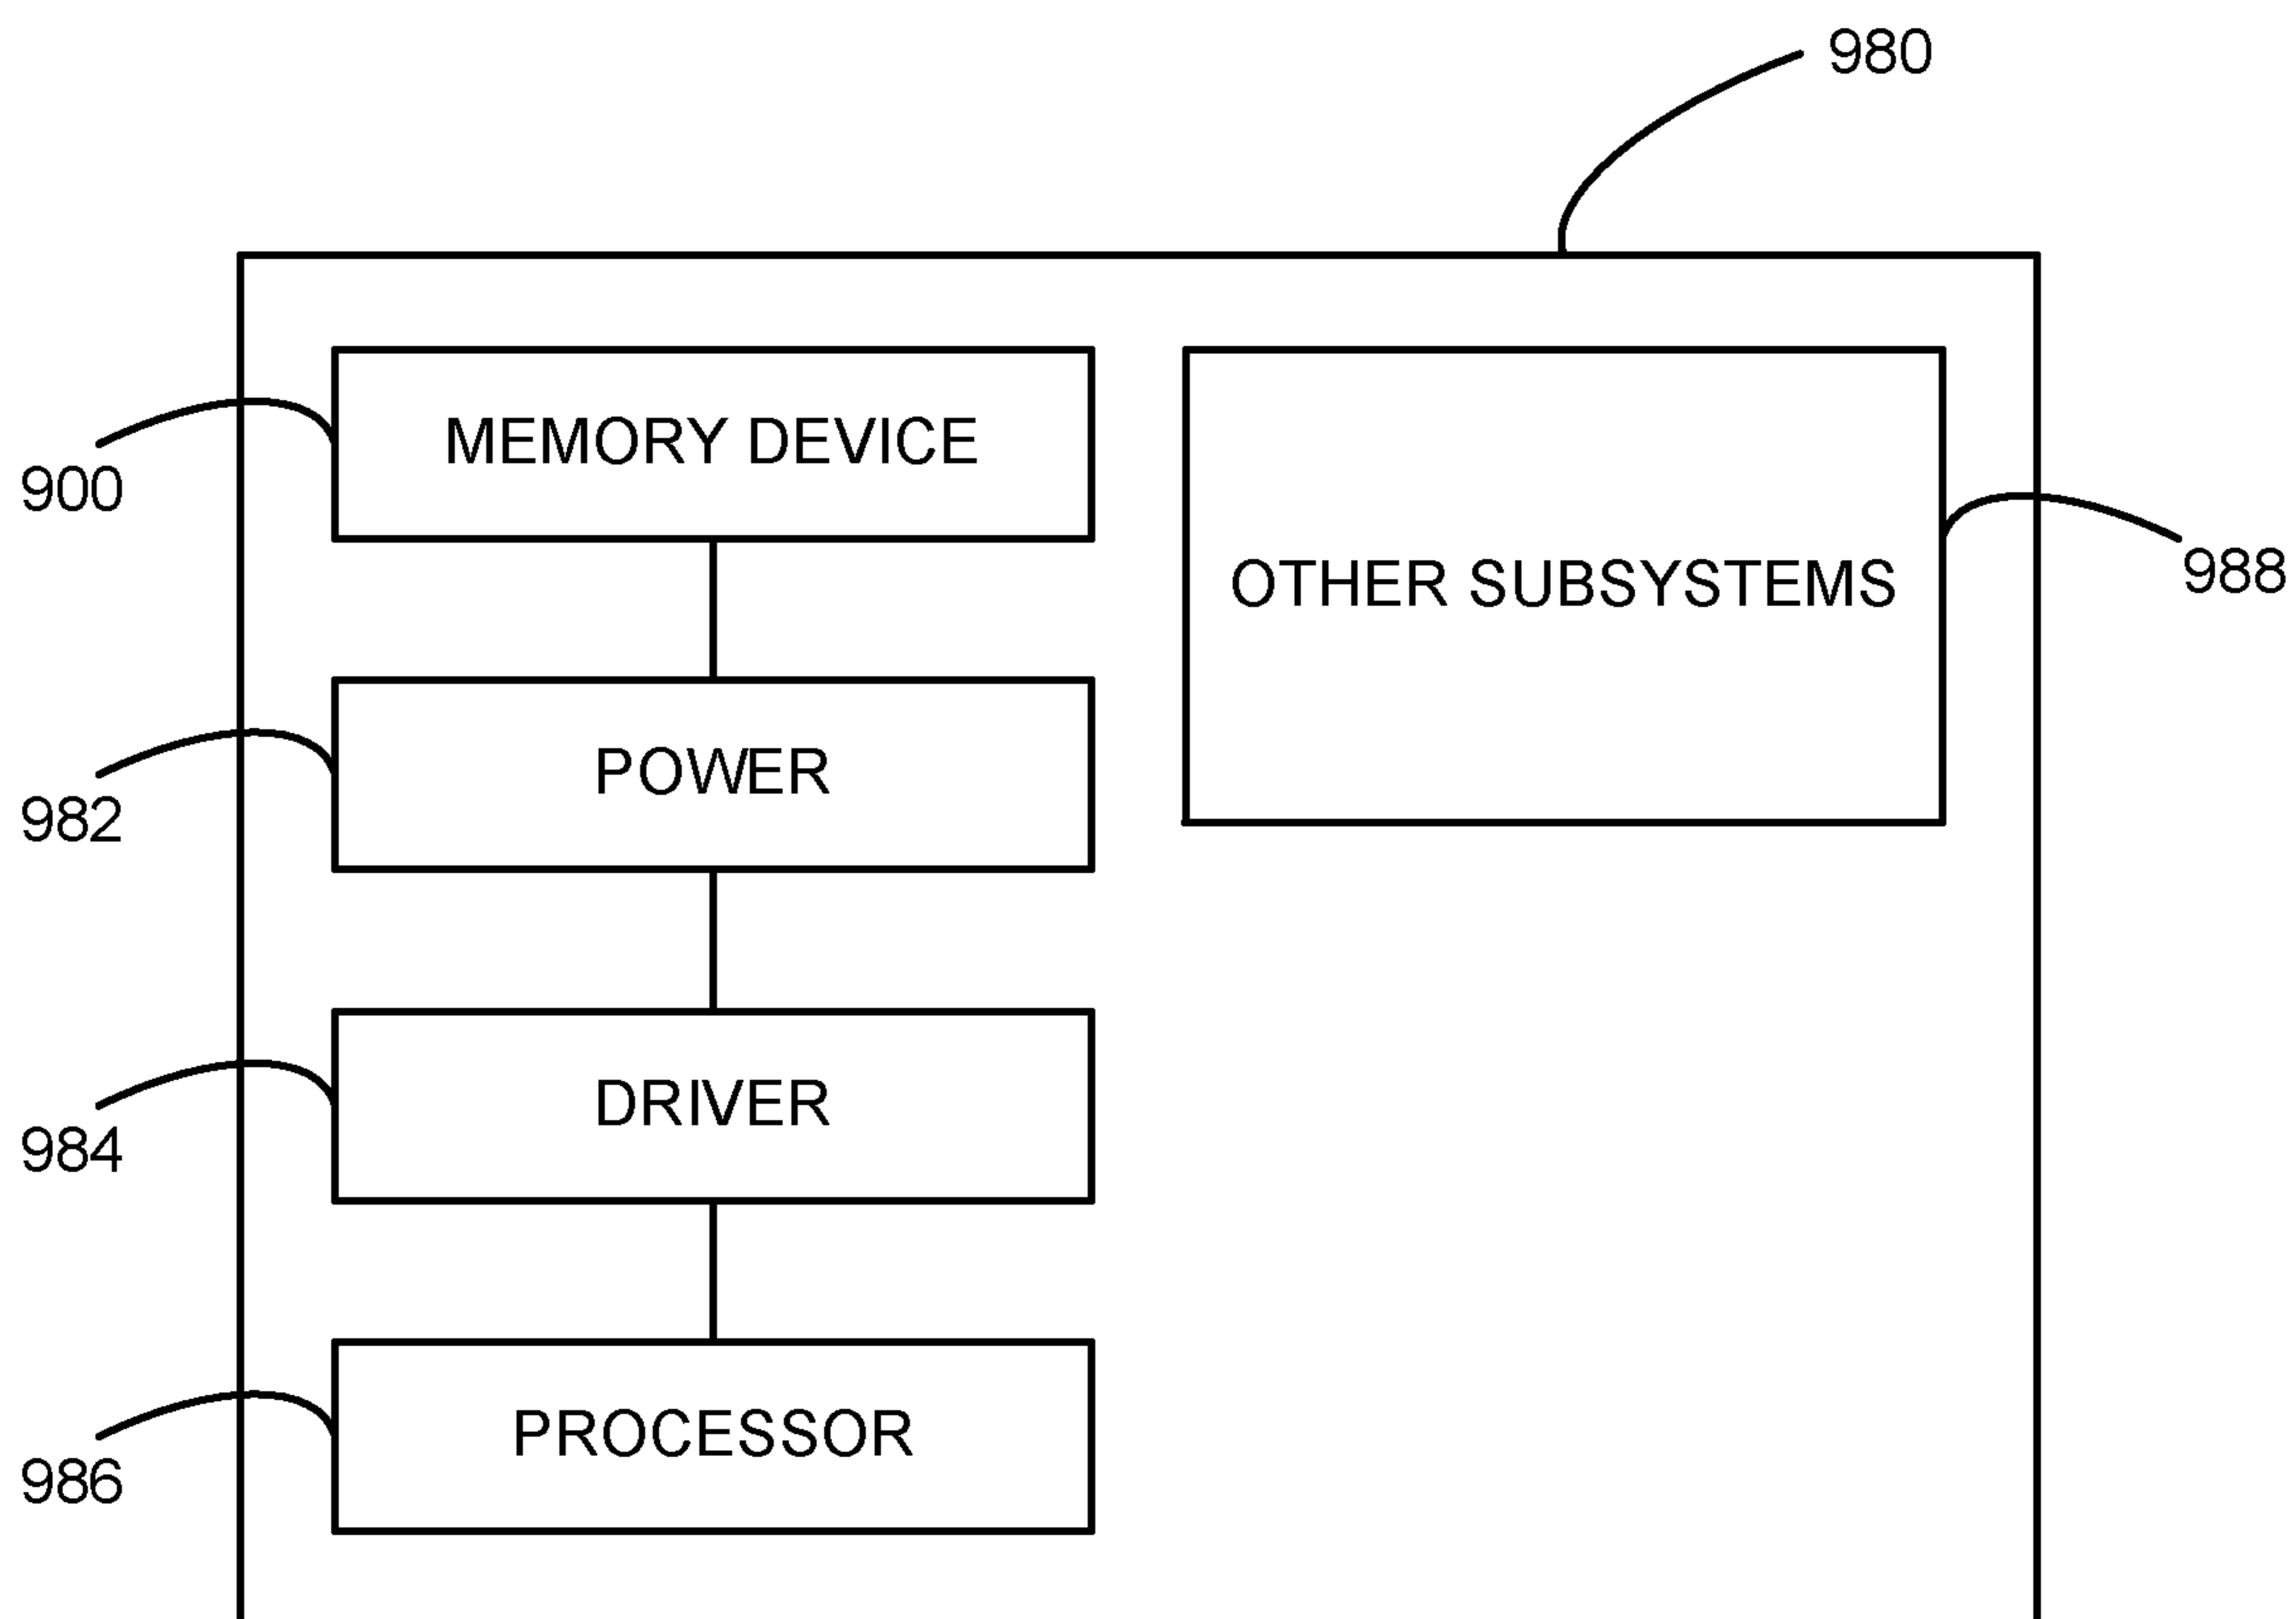 980
MEMORY DEVICE
900
OTHER SUBSYSTEMS
988
POWER
982
DRIVER
984
PROCESSOR
986